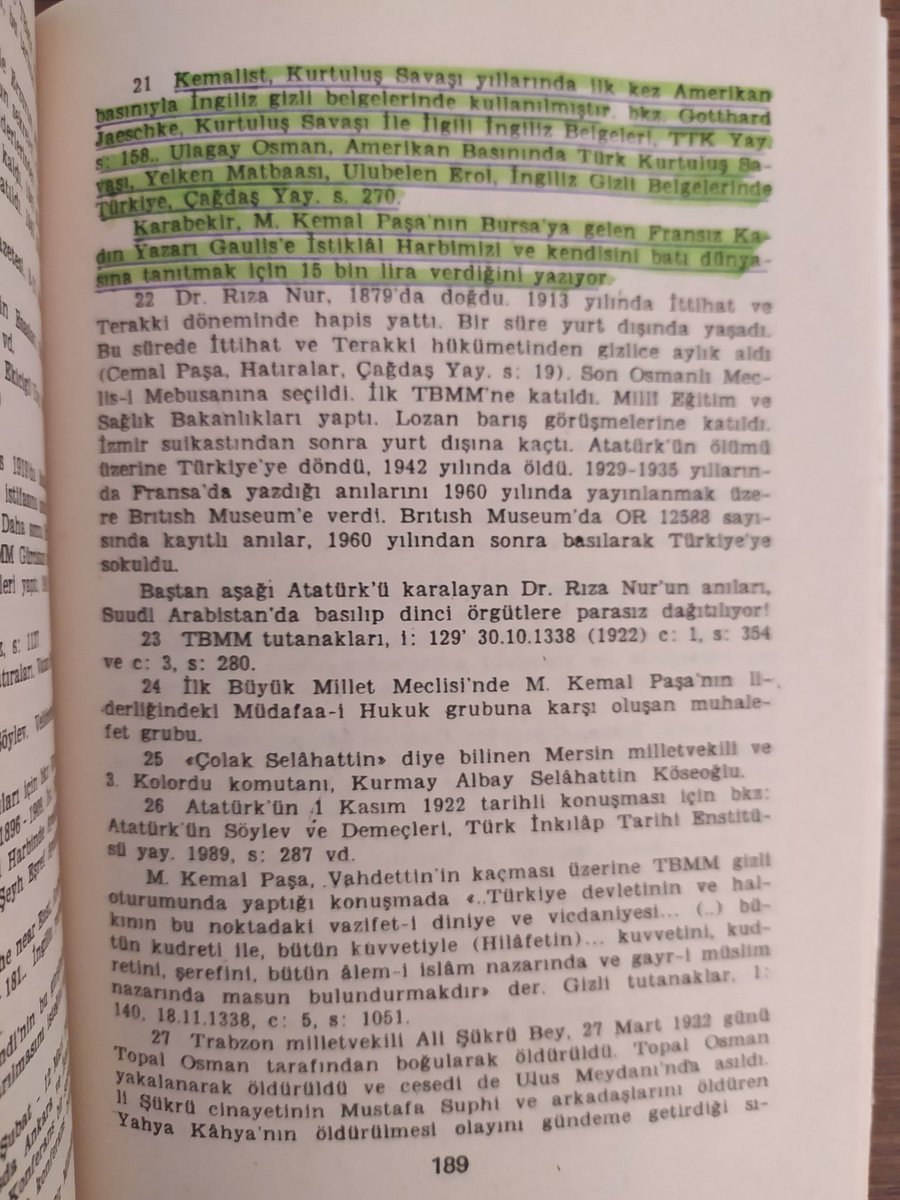 21 Kemalist, Kurtuluş Savaşı yıllarında ilk kez Amerikan
basınıyla İngiliz gizli belgelerinde kullanılmıştır. bkz. Gotthard
Jaeschke, Kurtuluş Savaşı İle İlgili İngiliz Belgeleri, TTK Yay.
s: 158.. Ulagay Osman, Amerikan Basınında Türk Kurtuluş Sa-
vaşı, Yelken Matbaası, Ulubelen Erol, İngiliz Gizli Belgelerinde
Türkiye, Çağdaş Yay. s. 270.
Karabekir, M. Kemal Paşa'nın Bursa'ya gelen Fransız Ka-
dın Yazarı Gaulis'e İstiklâl Harbimizi ve kendisini batı dünya-
sına tanıtmak için 15 bin lira verdiğini yazıyor.
22 Dr. Rıza Nur, 1879'da doğdu. 1913 yılında İttihat ve
Terakki döneminde hapis yattı. Bir süre yurt dışında yaşadı.
Bu sürede İttihat ve Terakki hükümetinden gizlice aylık aldı
(Cemal Paşa, Hatıralar, Çağdaş Yay. s: 19). Son Osmanlı Mec-
lis-i Mebusanına seçildi. İlk TBMM'ne katıldı. Millî Eğitim ve
Sağlık Bakanlıkları yaptı. Lozan barış görüşmelerine katıldı.
İzmir suikastından sonra yurt dışına kaçtı. Atatürk'ün ölümü
üzerine Türkiye'ye döndü, 1942 yılında öldü. 1929-1935 yılların-
da Fransa'da yazdığı anılarını 1960 yılında yayınlanmak üze-
re Brıtısh Museum'e verdi. Brıtısh Museum'da OR 12588 sayı-
sında kayıtlı anılar, 1960 yılından sonra basılarak Türkiye'ye
sokuldu.
Baştan aşağı Atatürk'ü karalayan Dr. Rıza Nur'un anıları,
Suudi Arabistan'da basılıp dinci örgütlere parasız dağıtılıyor!
23 TBMM tutanakları, i: 129' 30.10.1338 (1922) c: 1, s: 354
ve c: 3, s: 280.
24 İlk Büyük Millet Meclisi'nde M. Kemal Paşa'nın li-
derliğindeki Müdafaa-i Hukuk grubuna karşı oluşan muhale-
fet grubu.
25 «Çolak Selâhattin» diye bilinen Mersin milletvekili ve
3. Kolordu komutanı, Kurmay Albay Selâhattin Köseoğlu.
26 Atatürk'ün 1 Kasım 1922 tarihli konuşması için bkz:
Atatürk'ün Söylev ve Demeçleri, Türk İnkılâp Tarihi Enstitü-
sü yay. 1989, s: 287 vd.
M. Kemal Paşa, Vahdettin'in kaçması üzerine TBMM gizli
oturumunda yaptığı konuşmada «..Türkiye devletinin ve hal-
kının bu noktadaki vazifet-i diniye ve vicdaniyesi... (..) bü-
tün kudreti ile, bütün kuvvetiyle (Hilâfetin)... kuvvetini, kud-
retini, şerefini, bütün âlem-i islâm nazarında ve gayr-i müslim
nazarında masun bulundurmakdır» der. Gizli tutanaklar, i:
140, 18.11.1338, c: 5, s: 1051.
27 Trabzon milletvekili Ali Şükrü Bey, 27 Mart 1922 günü
Topal Osman tarafından boğularak öldürüldü. Topal Osman
yakalanarak öldürüldü ve cesedi de Ulus Meydanı'nda asıldı.
li Şükrü cinayetinin Mustafa Suphi ve arkadaşlarını öldüren
Yahya Kâhya'nın öldürülmesi olayını gündeme getirdiği sı-
189